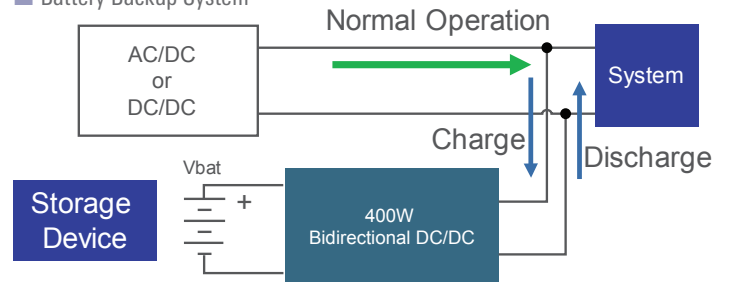 Battery Backup System
Normal Operation
AC/DC
or
DC/DC
System
Charge
Discharge
Vbat
+
Storage
Device
400W
Bidirectional DC/DC